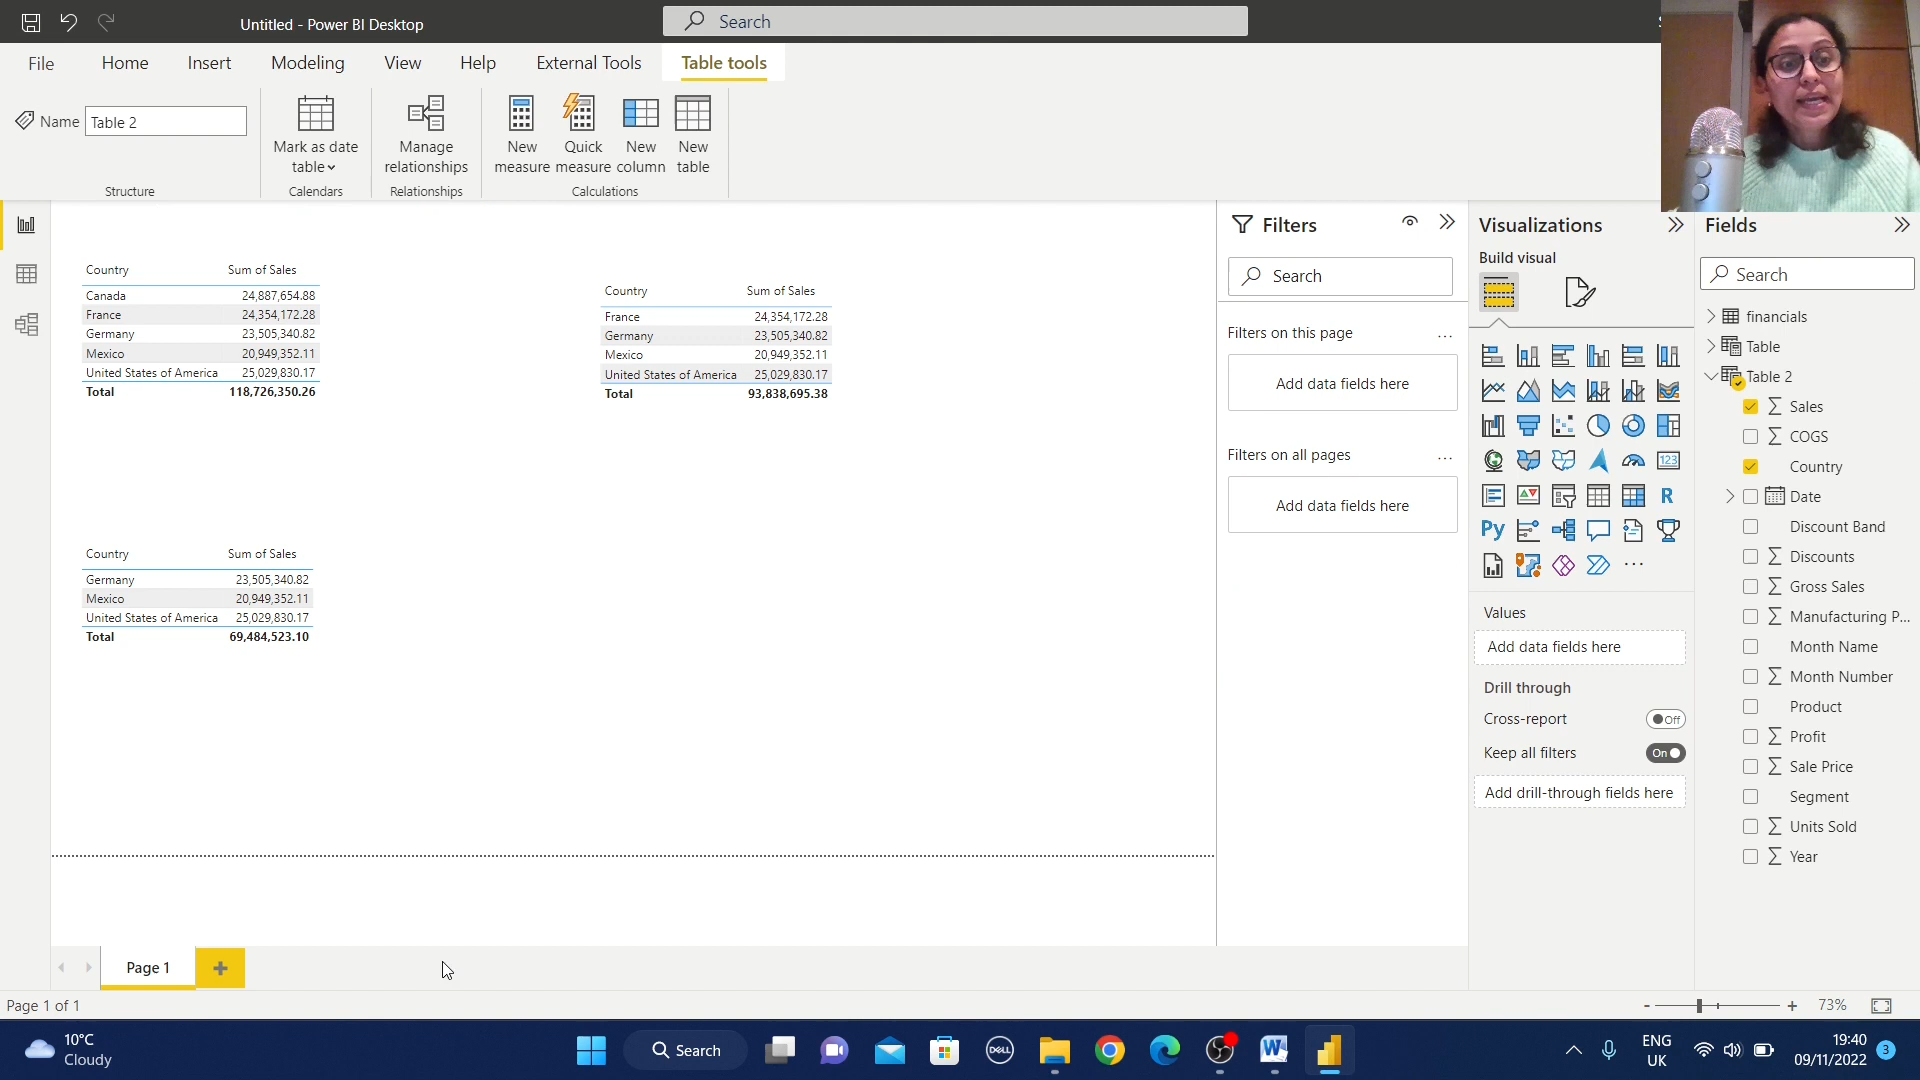 Untitled - Power BI Desktop
Search
File
Home
Insert
Modeling
View
Help
External Tools
Table tools
Name
Table 2
Mark as date
table
Manage
relationships
New
measure
Quick
measure
New
column
New
table
Structure
Calendars
Relationships
Calculations
Country Sum of Sales
Canada 24,887,654.88
France 24,354,172.28
Germany 23,505,340.82
Mexico 20,949,352.11
United States of America 25,029,830.17
Total 118,726,350.26
Country Sum of Sales
France 24,354,172.28
Germany 23,505,340.82
Mexico 20,949,352.11
United States of America 25,029,830.17
Total 93,838,695.38
Country Sum of Sales
Germany 23,505,340.82
Mexico 20,949,352.11
United States of America 25,029,830.17
Total 69,484,523.10
Filters
Search
Filters on this page ...
Add data fields here
Filters on all pages ...
Add data fields here
Visualizations
Build visual
123
R
Py
...
Values
Add data fields here
Drill through
Cross-report Off
Keep all filters On
Add drill-through fields here
Fields
Search
financials
Table
Table 2
Sales
COGS
Country
Date
Discount Band
Discounts
Gross Sales
Manufacturing P...
Month Name
Month Number
Product
Profit
Sale Price
Segment
Units Sold
Year
Page 1
Page 1 of 1
- + 73%
10°C
Cloudy
Search
DELL
W
ENG
UK
19:40
09/11/2022
3